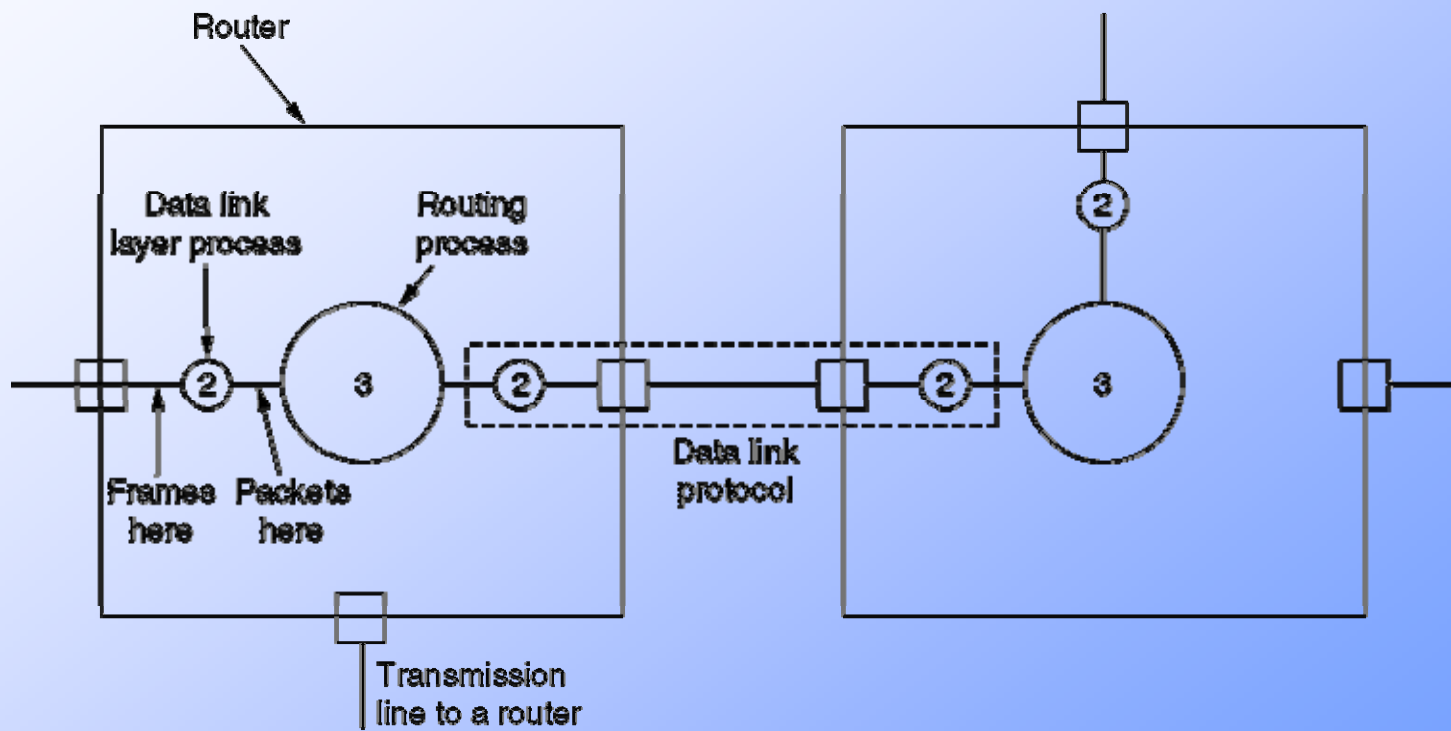 Router
Data link
layer process
Routing
process
2
2
3
2
2
3
Data link
protocol
Frames
here
Packets
here
Transmission
line to a router